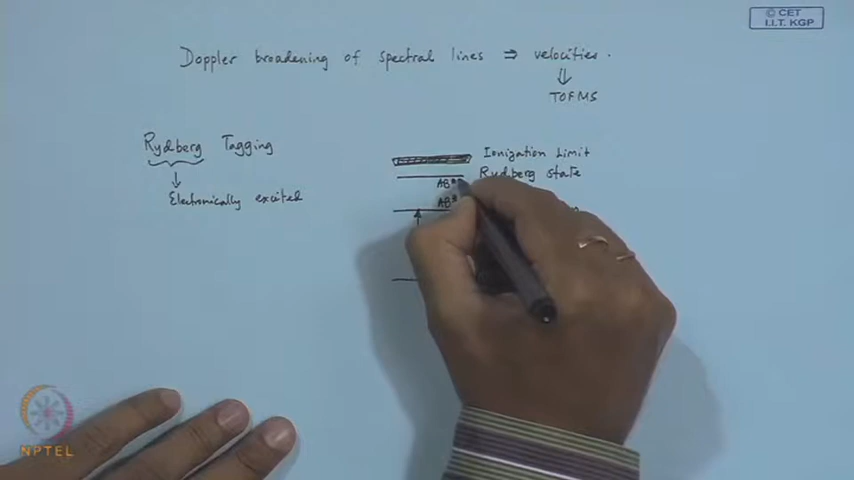 © CET
I.I.T. KGP
Doppler broadening of spectral lines ⇒ velocities.
⇓
TOFMS
Rydberg Tagging
Ionization Limit
Rydberg state
AB**
AB*
Electronically excited
NPTEL